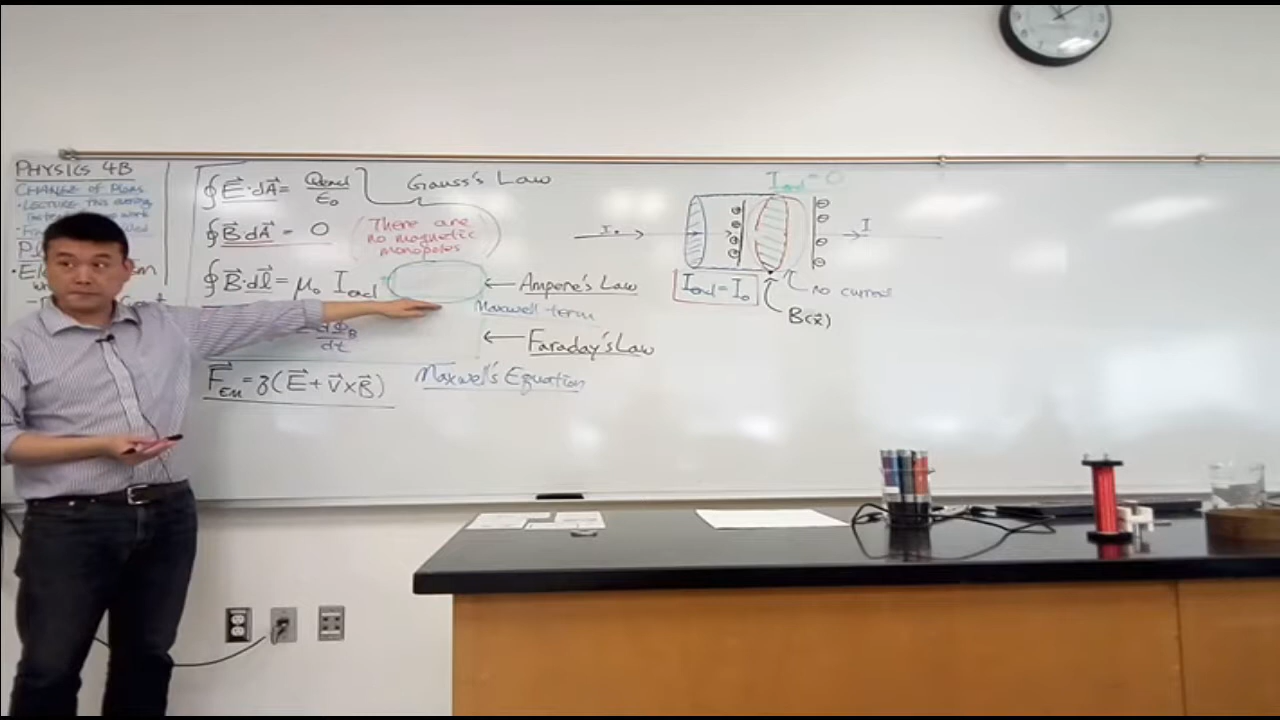 PHYSICS 4B
CHANGE OF PLANS
• LECTURE THIS
∮E⃗·dA⃗ = Qencl/ε₀
Gauss's Law
∮B⃗·dA⃗ = 0
(There are
no magnetic
monopoles)
∮B⃗·dl⃗ = μ₀ Iencl
← Ampere's Law
Maxwell term
dΦB/dt
← Faraday's Law
F⃗EM = q(E⃗ + v⃗ × B⃗)
Maxwell's Equation
Iencl = 0
I₀
I
Iencl = I₀
no current
B(x⃗)